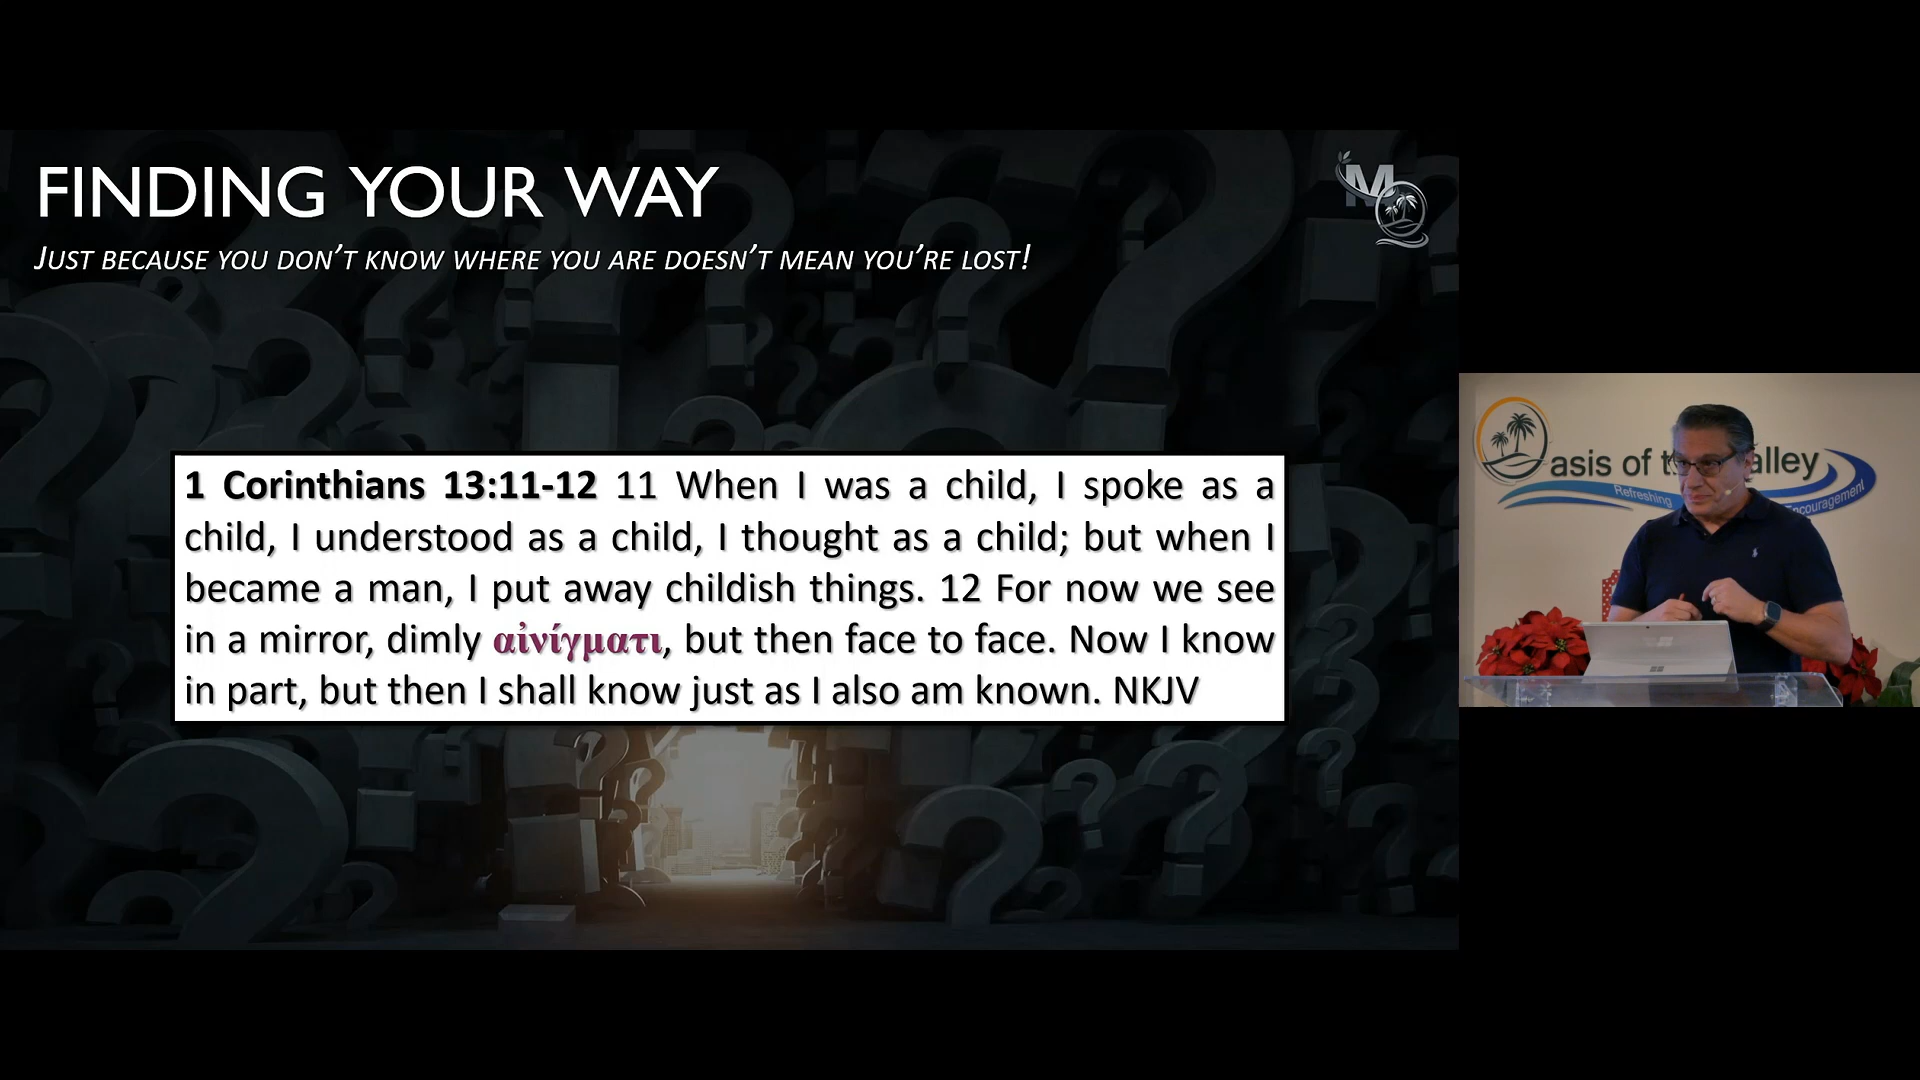 FINDING YOUR WAY
JUST BECAUSE YOU DON'T KNOW WHERE YOU ARE DOESN'T MEAN YOU'RE LOST!
M
1 Corinthians 13:11-12 11 When I was a child, I spoke as a
child, I understood as a child, I thought as a child; but when I
became a man, I put away childish things. 12 For now we see
in a mirror, dimly αἰνίγματι, but then face to face. Now I know
in part, but then I shall know just as I also am known. NKJV
asis of t alley
Refreshing
ncouragement